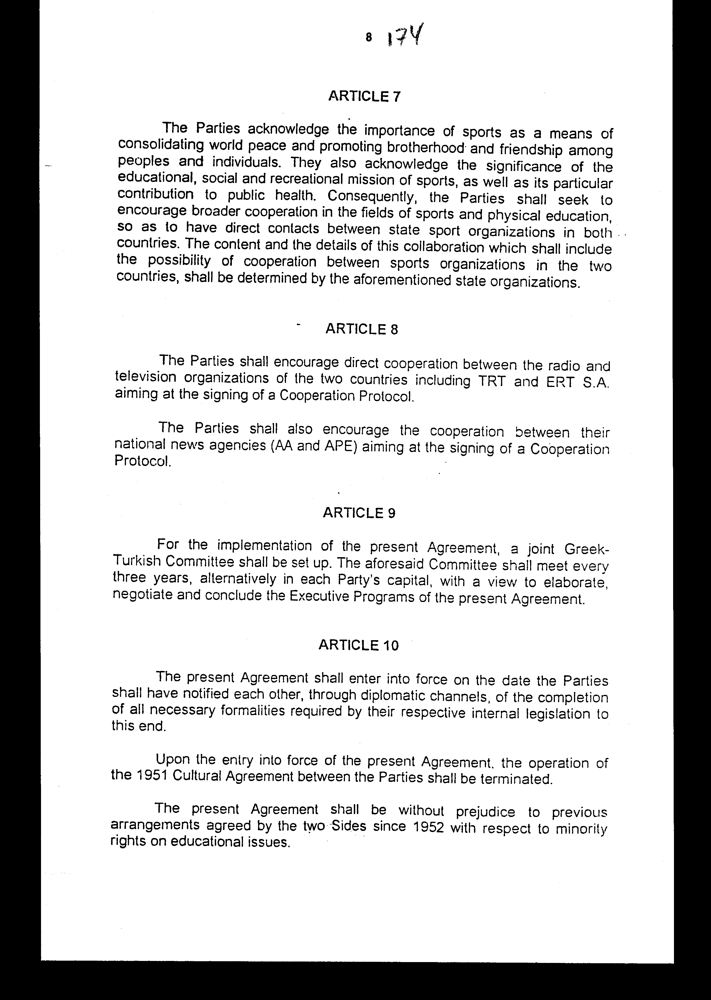 8 174
ARTICLE 7
The Parties acknowledge the importance of sports as a means of
consolidating world peace and promoting brotherhood and friendship among
peoples and individuals. They also acknowledge the significance of the
educational, social and recreational mission of sports, as well as its particular
contribution to public health. Consequently, the Parties shall seek to
encourage broader cooperation in the fields of sports and physical education,
so as to have direct contacts between state sport organizations in both
countries. The content and the details of this collaboration which shall include
the possibility of cooperation between sports organizations in the two
countries, shall be determined by the aforementioned state organizations.
ARTICLE 8
The Parties shall encourage direct cooperation between the radio and
television organizations of the two countries including TRT and ERT S.A.
aiming at the signing of a Cooperation Protocol.
The Parties shall also encourage the cooperation between their
national news agencies (AA and APE) aiming at the signing of a Cooperation
Protocol.
ARTICLE 9
For the implementation of the present Agreement, a joint Greek-
Turkish Committee shall be set up. The aforesaid Committee shall meet every
three years, alternatively in each Party's capital, with a view to elaborate,
negotiate and conclude the Executive Programs of the present Agreement.
ARTICLE 10
The present Agreement shall enter into force on the date the Parties
shall have notified each other, through diplomatic channels, of the completion
of all necessary formalities required by their respective internal legislation to
this end.
Upon the entry into force of the present Agreement, the operation of
the 1951 Cultural Agreement between the Parties shall be terminated.
The present Agreement shall be without prejudice to previous
arrangements agreed by the two Sides since 1952 with respect to minority
rights on educational issues.